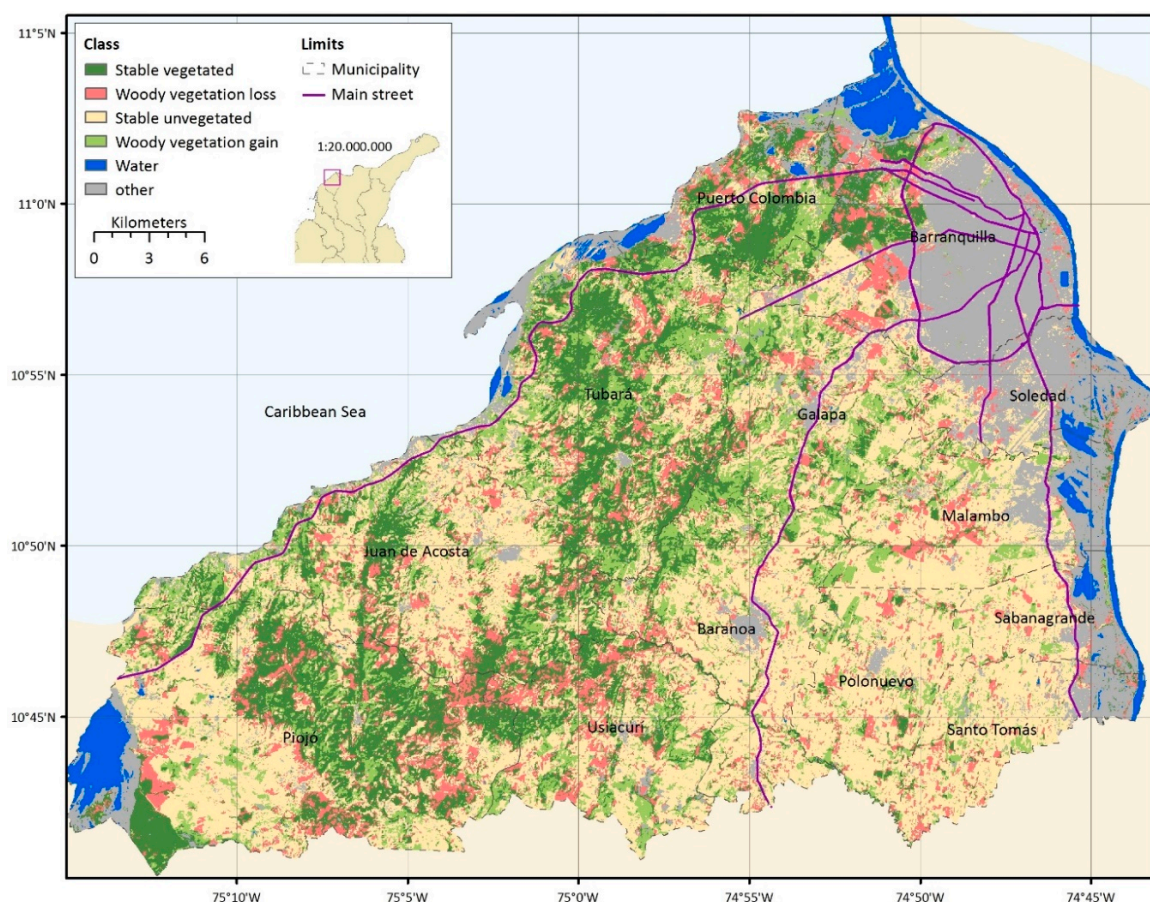 11°5'N
11°0'N
10°55'N
10°50'N
10°45'N
Class
Stable vegetated
Woody vegetation loss
Stable unvegetated
Woody vegetation gain
Water
other
Kilometers
0 3 6
Limits
Municipality
Main street
1:20.000.000
Puerto Colombia
Barranquilla
Caribbean Sea
Tubará
Galapa
Soledad
Malambo
Juan de Acosta
Baranoa
Sabanagrande
Polonuevo
Piojó
Usiacurí
Santo Tomás
75°10'W
75°5'W
75°0'W
74°55'W
74°50'W
74°45'W